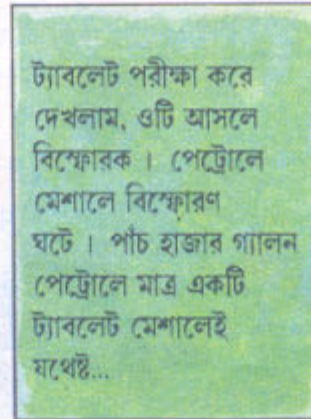 ট্যাবলেট পরীক্ষা করে
দেখলাম, ওটি আসলে
বিস্ফোরক । পেট্রোলে
মেশালে বিস্ফোরণ
ঘটে । পাঁচ হাজার গ্যালন
পেট্রোলে মাত্র একটি
ট্যাবলেট মেশালেই
যথেষ্ট...